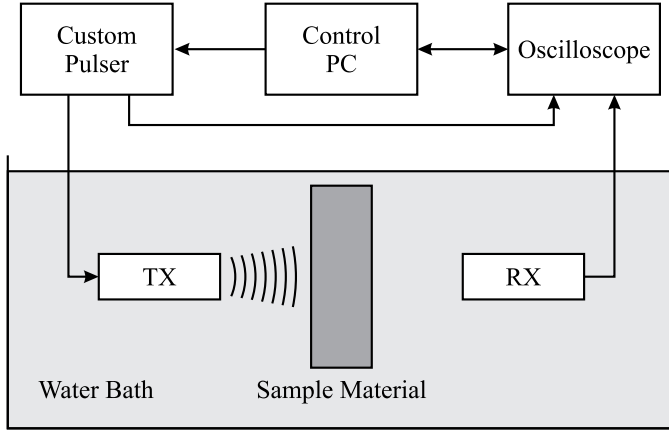 Custom
Pulser
Control
PC
Oscilloscope
TX
RX
Water Bath
Sample Material